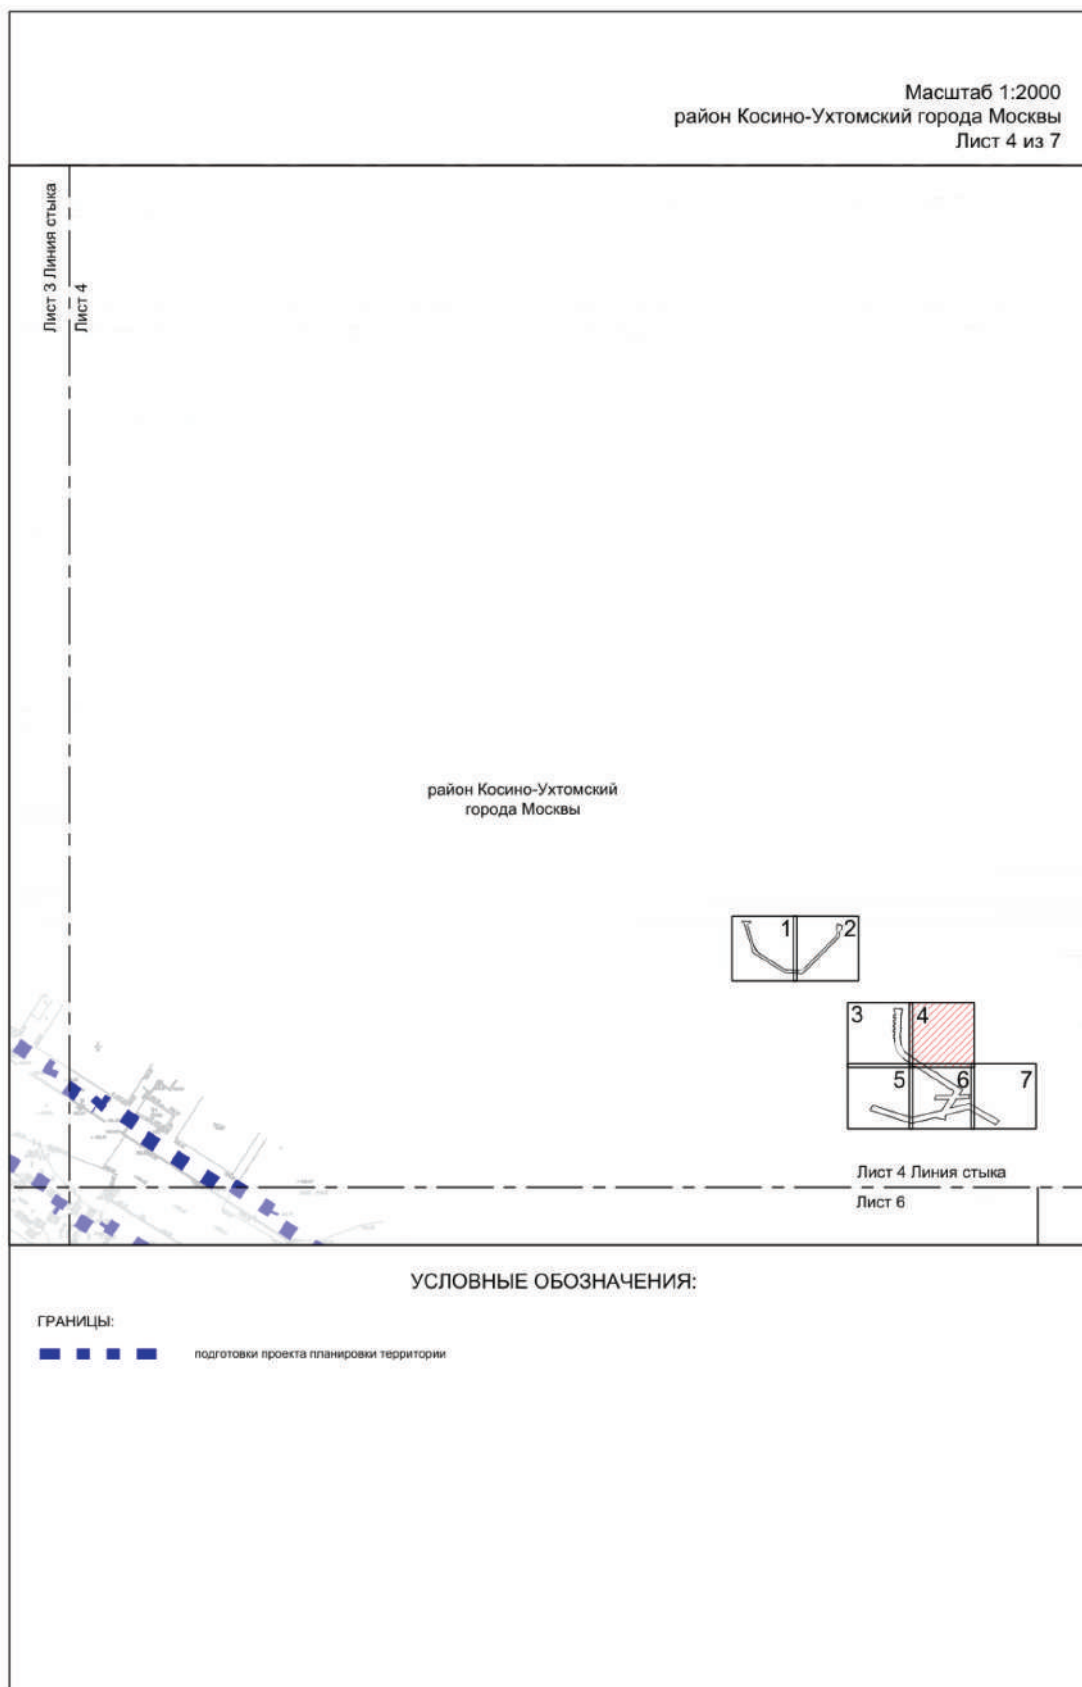 Масштаб 1:2000
район Косино-Ухтомский города Москвы
Лист 4 из 7
Лист 3 Линия стыка
Лист 4
район Косино-Ухтомский
города Москвы
1
2
3
4
5
6
7
Лист 4 Линия стыка
Лист 6
УСЛОВНЫЕ ОБОЗНАЧЕНИЯ:
ГРАНИЦЫ:
подготовки проекта планировки территории